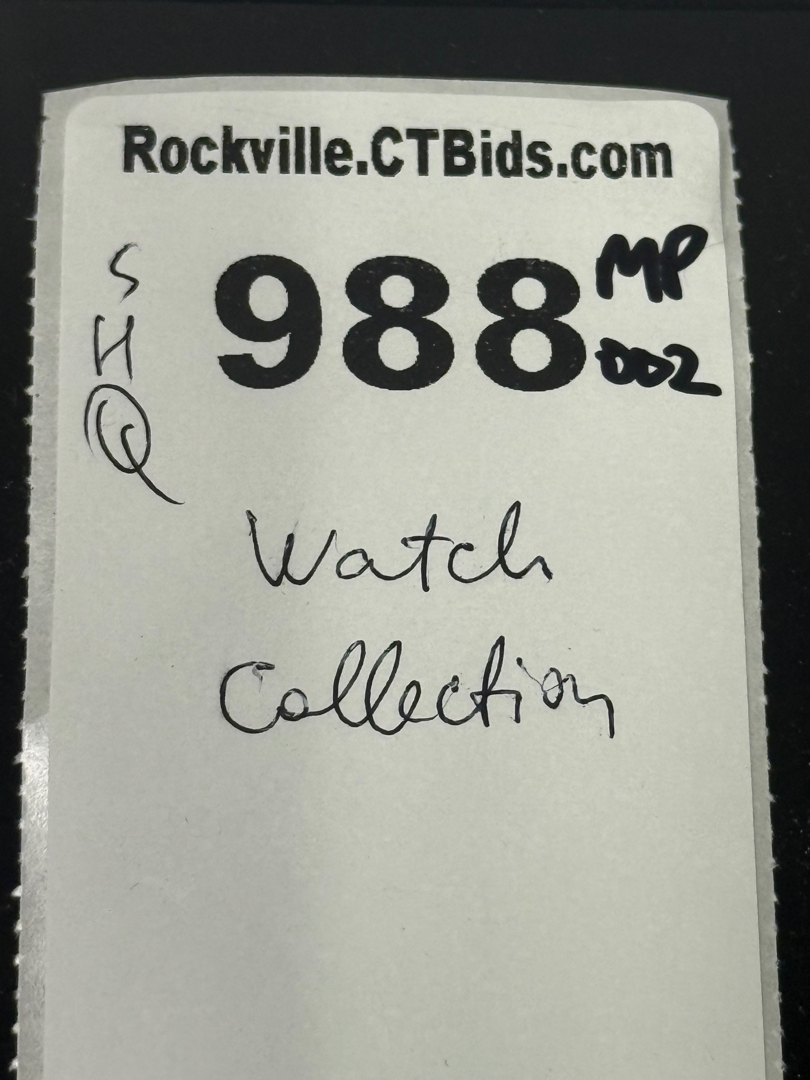 Rockville.CTBids.com
S
H
Q
988
MP
002
Watch
Collection